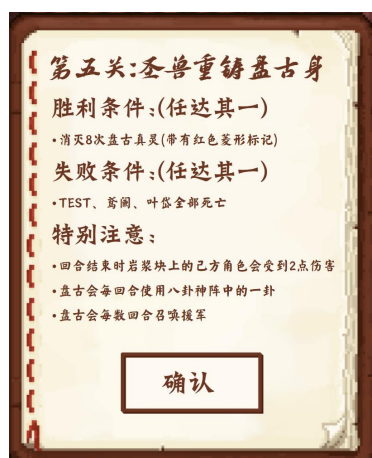 第五关:圣兽重铸盘古身
胜利条件:(任达其一)
·消灭8次盘古真灵(带有红色菱形标记)
失败条件:(任达其一)
·TEST、鸾阙、叶岱全部死亡
特别注意:
·回合结束时岩浆块上的己方角色会受到2点伤害
·盘古会每回合使用八卦神阵中的一卦
·盘古会每数回合召唤援军
确认